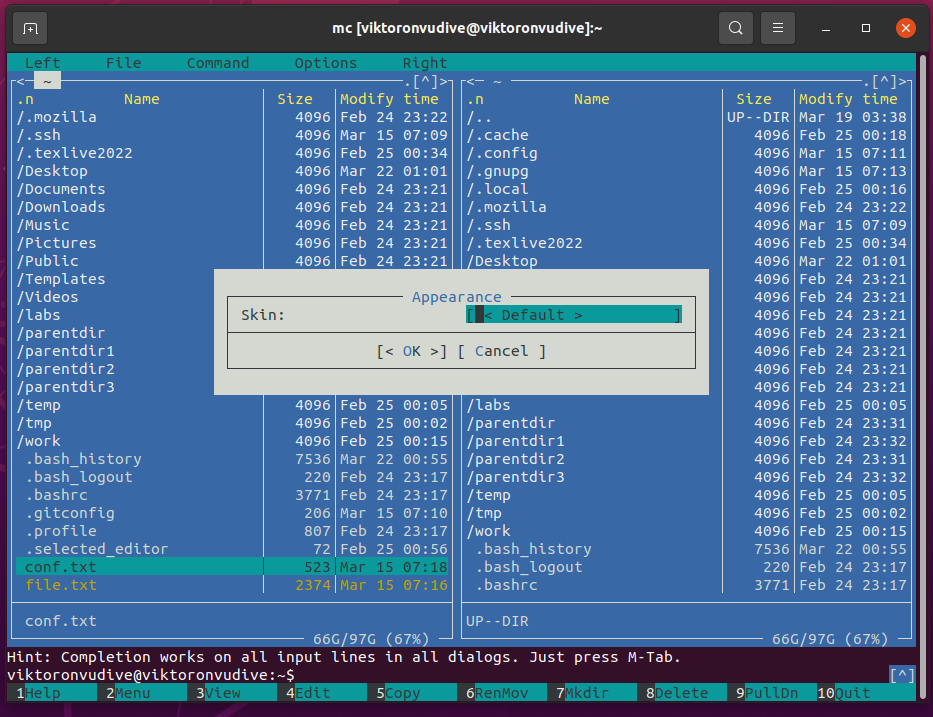 mc [viktoronvudive@viktoronvudive]:~
Left File Command Options Right
<─ ~ ─.[^]>
.n Name Size Modify time
/.mozilla 4096 Feb 24 23:22
/.ssh 4096 Mar 15 07:09
/.texlive2022 4096 Feb 25 00:34
/Desktop 4096 Mar 22 01:01
/Documents 4096 Feb 24 23:21
/Downloads 4096 Feb 24 23:21
/Music 4096 Feb 24 23:21
/Pictures 4096 Feb 24 23:21
/Public 4096 Feb 24 23:21
/Templates
/Videos
/labs
/parentdir
/parentdir1
/parentdir2
/parentdir3
/temp 4096 Feb 25 00:05
/tmp 4096 Feb 25 00:02
/work 4096 Feb 25 00:15
.bash_history 7536 Mar 22 00:55
.bash_logout 220 Feb 24 23:17
.bashrc 3771 Feb 24 23:17
.gitconfig 206 Mar 15 07:10
.profile 807 Feb 24 23:17
.selected_editor 72 Feb 25 00:56
conf.txt 523 Mar 15 07:18
file.txt 2374 Mar 15 07:16
conf.txt
66G/97G (67%)
<─ ~ ─.[^]>
.n Name Size Modify time
/.. UP--DIR Mar 19 03:38
/.cache 4096 Feb 25 00:18
/.config 4096 Mar 15 07:11
/.gnupg 4096 Mar 15 07:13
/.local 4096 Feb 25 00:16
/.mozilla 4096 Feb 24 23:22
/.ssh 4096 Mar 15 07:09
/.texlive2022 4096 Feb 25 00:34
/Desktop 4096 Mar 22 01:01
4096 Feb 24 23:21
4096 Feb 24 23:21
4096 Feb 24 23:21
4096 Feb 24 23:21
4096 Feb 24 23:21
4096 Feb 24 23:21
4096 Feb 24 23:21
/labs 4096 Feb 25 00:05
/parentdir 4096 Feb 24 23:31
/parentdir1 4096 Feb 24 23:32
/parentdir2 4096 Feb 24 23:31
/parentdir3 4096 Feb 24 23:32
/temp 4096 Feb 25 00:05
/tmp 4096 Feb 25 00:02
/work 4096 Feb 25 00:15
.bash_history 7536 Mar 22 00:55
.bash_logout 220 Feb 24 23:17
.bashrc 3771 Feb 24 23:17
UP--DIR
66G/97G (67%)
Appearance
Skin: [ < Default > ]
[< OK >] [ Cancel ]
Hint: Completion works on all input lines in all dialogs. Just press M-Tab.
viktoronvudive@viktoronvudive:~$ [^]
1Help 2Menu 3View 4Edit 5Copy 6RenMov 7Mkdir 8Delete 9PullDn 10Quit